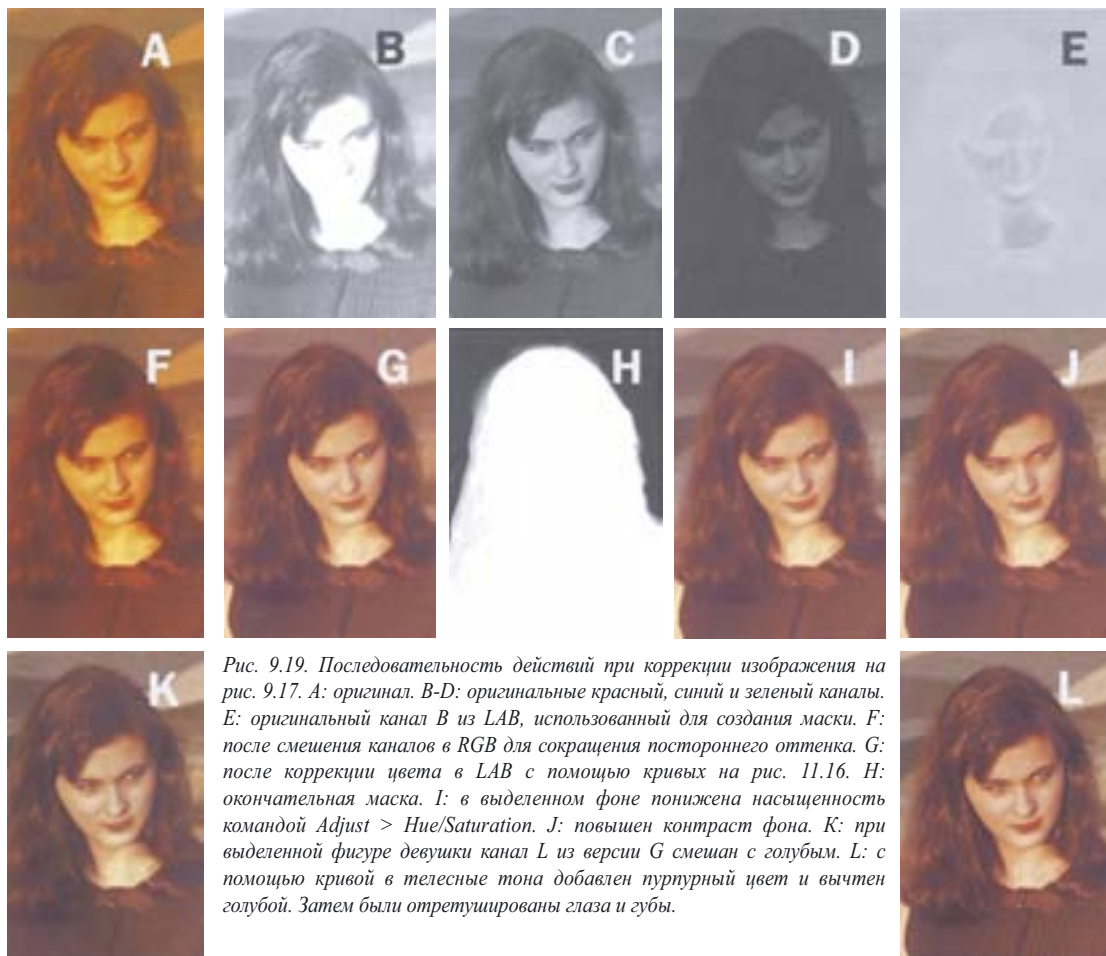 A
B
C
D
E
F
G
H
I
J
K
Рис. 9.19. Последовательность действий при коррекции изображения на
рис. 9.17. A: оригинал. B-D: оригинальные красный, синий и зеленый каналы.
E: оригинальный канал B из LAB, использованный для создания маски. F:
после смешения каналов в RGB для сокращения постороннего оттенка. G:
после коррекции цвета в LAB с помощью кривых на рис. 11.16. H:
окончательная маска. I: в выделенном фоне понижена насыщенность
командой Adjust > Hue/Saturation. J: повышен контраст фона. K: при
выделенной фигуре девушки канал L из версии G смешан с голубым. L: с
помощью кривой в телесные тона добавлен пурпурный цвет и вычтен
голубой. Затем были отретушированы глаза и губы.
L